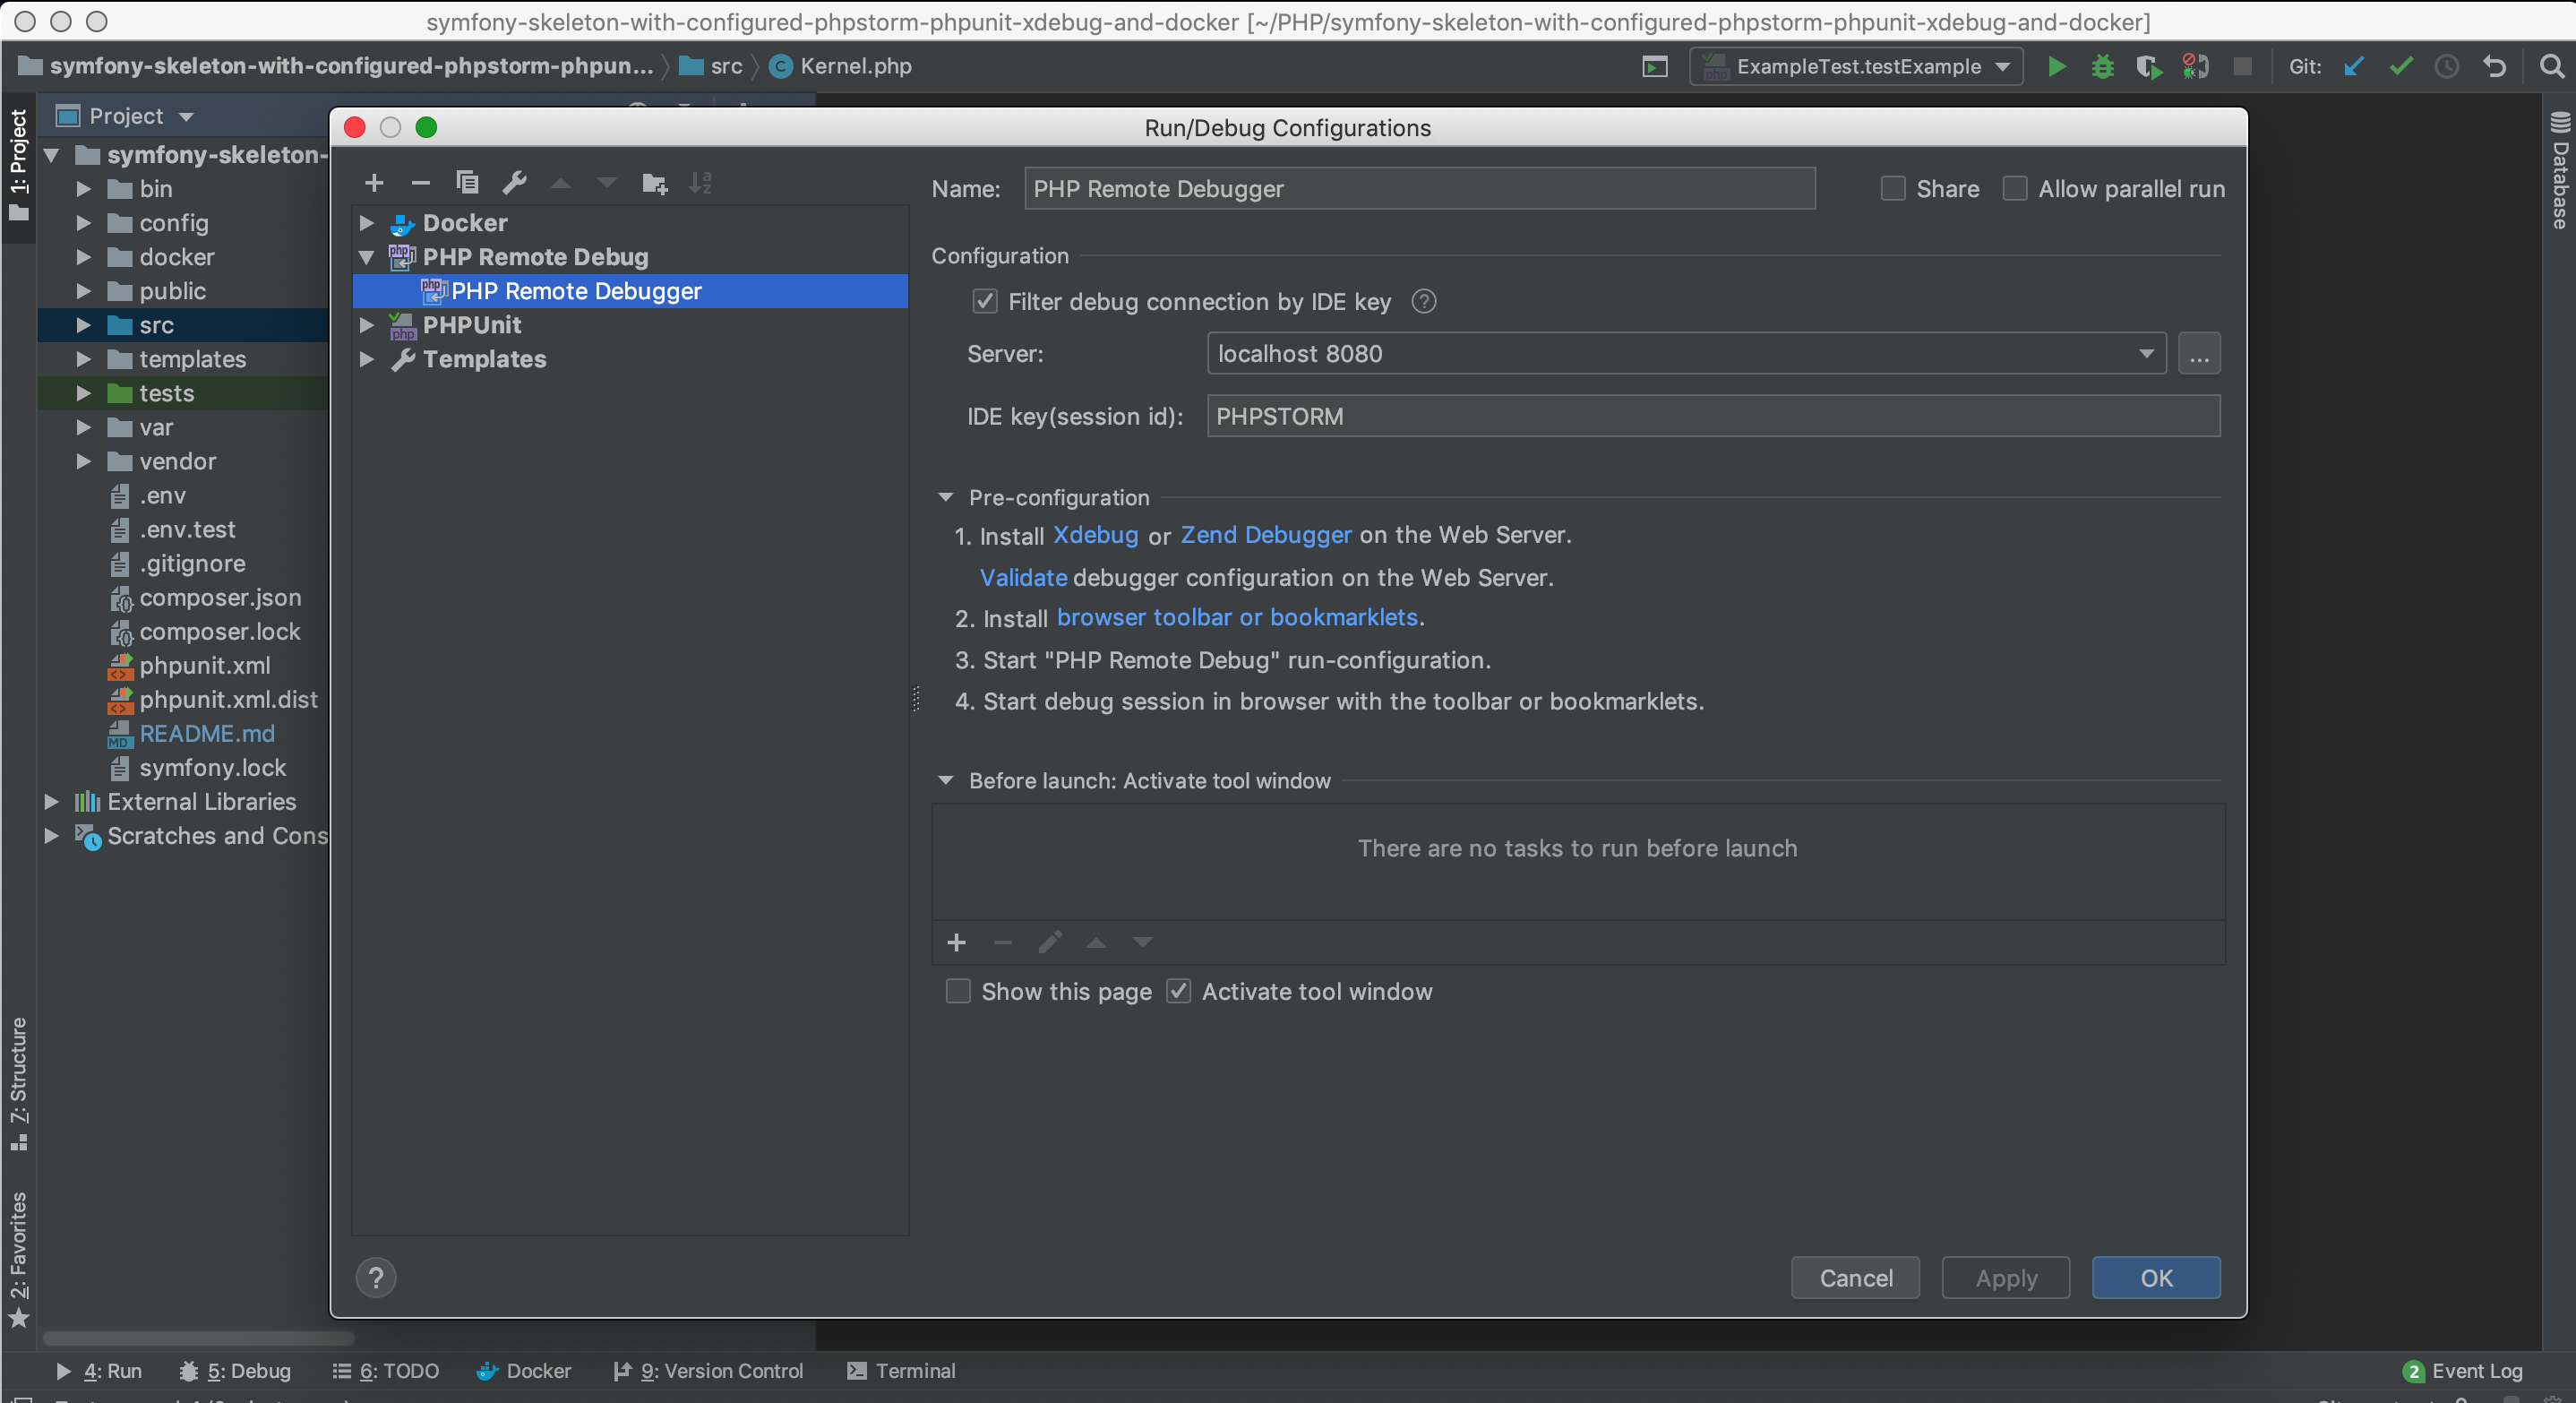 symfony-skeleton-with-configured-phpstorm-phpunit-xdebug-and-docker [~/PHP/symfony-skeleton-with-configured-phpstorm-phpunit-xdebug-and-docker]
symfony-skeleton-with-configured-phpstorm-phpun... src Kernel.php ExampleTest.testExample Git:
1: Project
7: Structure
2: Favorites
Database
Project
symfony-skeleton-
bin
config
docker
public
src
templates
tests
var
vendor
.env
.env.test
.gitignore
composer.json
composer.lock
phpunit.xml
phpunit.xml.dist
README.md
symfony.lock
External Libraries
Scratches and Cons
Run/Debug Configurations
Docker
PHP Remote Debug
PHP Remote Debugger
PHPUnit
Templates
Name: PHP Remote Debugger Share Allow parallel run
Configuration
Filter debug connection by IDE key
Server: localhost 8080 ...
IDE key(session id): PHPSTORM
Pre-configuration
1. Install Xdebug or Zend Debugger on the Web Server.
Validate debugger configuration on the Web Server.
2. Install browser toolbar or bookmarklets.
3. Start "PHP Remote Debug" run-configuration.
4. Start debug session in browser with the toolbar or bookmarklets.
Before launch: Activate tool window
There are no tasks to run before launch
Show this page Activate tool window
? Cancel Apply OK
4: Run 5: Debug 6: TODO Docker 9: Version Control Terminal 2 Event Log